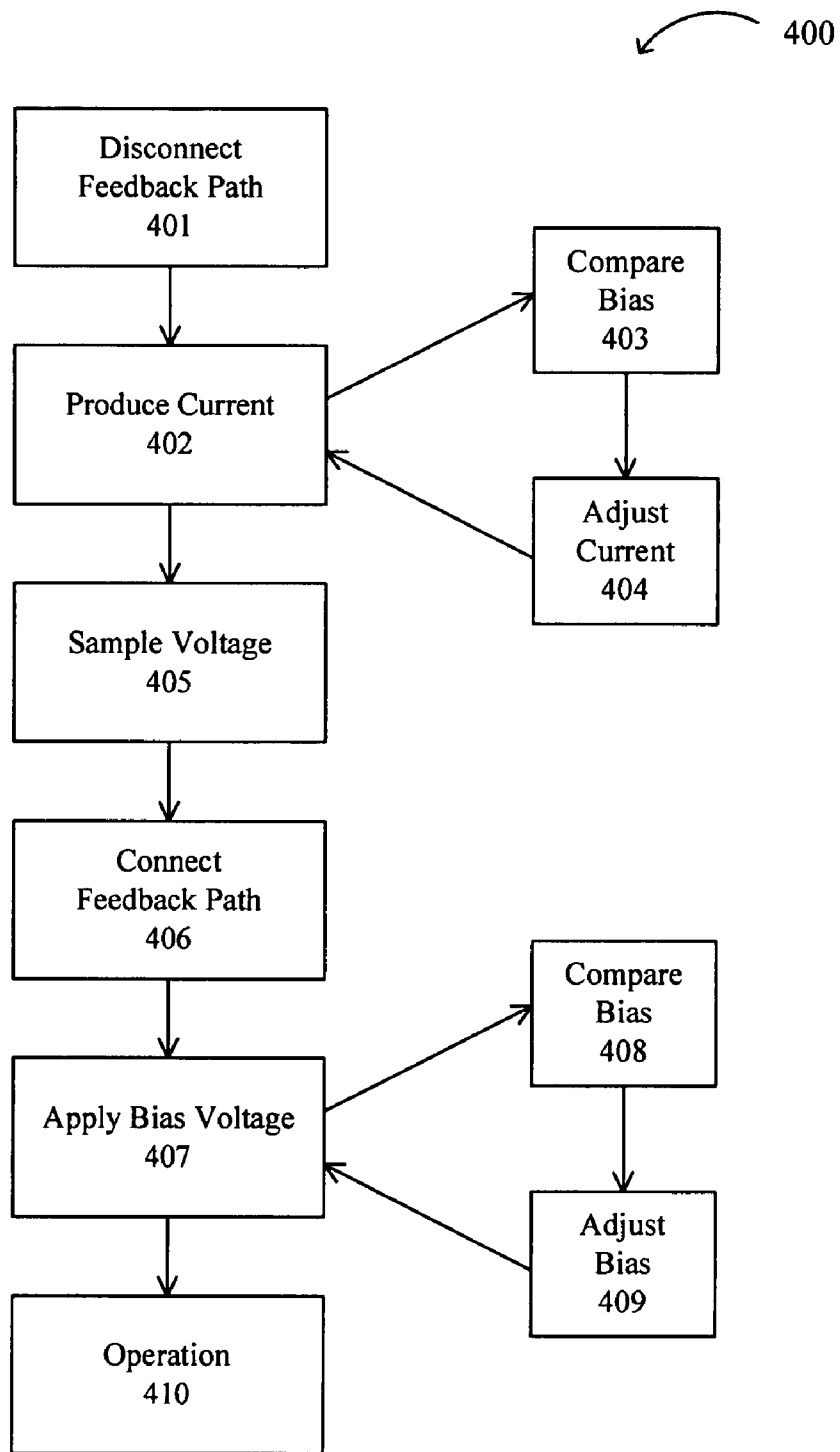 400
Disconnect
Feedback Path
401
Compare
Bias
403
Produce Current
402
Adjust
Current
404
Sample Voltage
405
Connect
Feedback Path
406
Compare
Bias
408
Apply Bias Voltage
407
Adjust
Bias
409
Operation
410